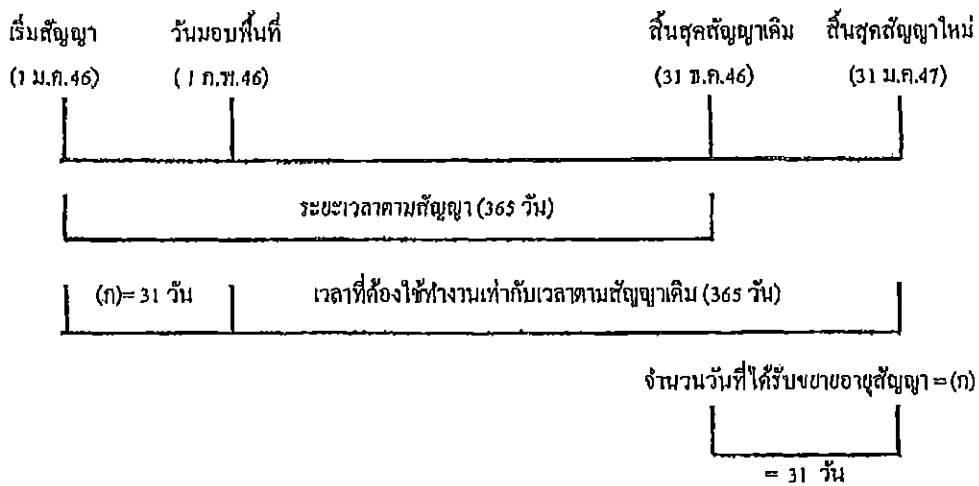 เริ่มสัญญา วันมอบพื้นที่ สิ้นสุดสัญญาเดิม สิ้นสุดสัญญาใหม่
(1 ม.ค.46) (1 ก.พ.46) (31 ธ.ค.46) (31 ม.ค.47)
ระยะเวลาตามสัญญา (365 วัน)
(ก)= 31 วัน เวลาที่ต้องใช้ทำงานเท่ากับเวลาตามสัญญาเดิม (365 วัน)
จำนวนวันที่ได้รับขยายอายุสัญญา = (ก)
= 31 วัน